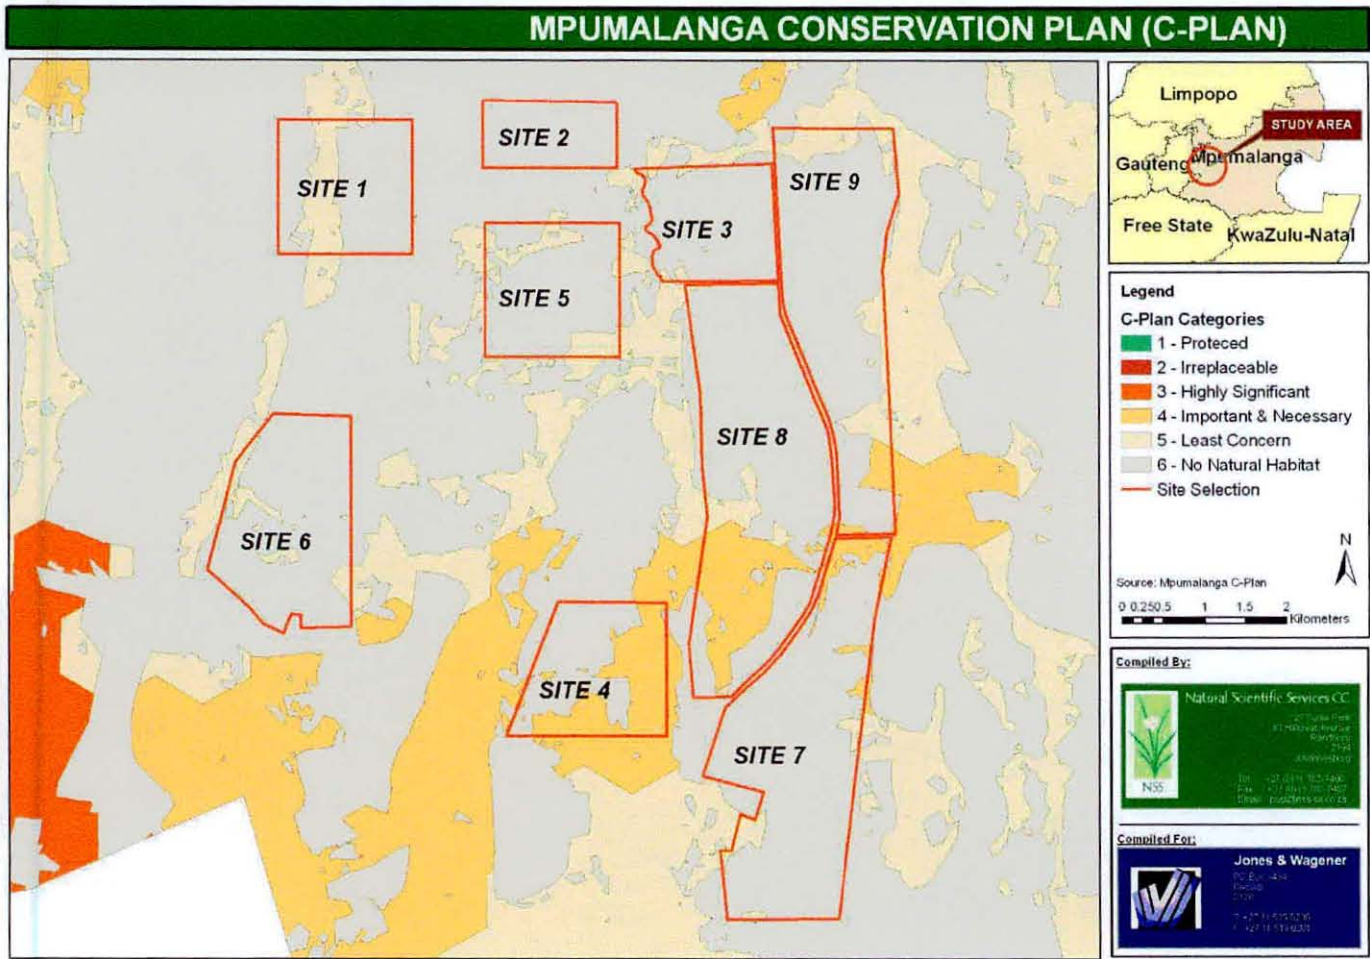 MPUMALANGA CONSERVATION PLAN (C-PLAN)
SITE 1
SITE 2
SITE 3
SITE 9
SITE 5
SITE 8
SITE 6
SITE 4
SITE 7
Limpopo
STUDY AREA
Gauteng
Mpumalanga
Free State
KwaZulu-Natal
Legend
C-Plan Categories
1 - Proteced
2 - Irreplaceable
3 - Highly Significant
4 - Important & Necessary
5 - Least Concern
6 - No Natural Habitat
Site Selection
N
Source: Mpumalanga C-Plan
0 0.250.5 1 1.5 2
Kilometers
Compiled By:
Natural Scientific Services CC
NSS
Compiled For:
Jones & Wagener